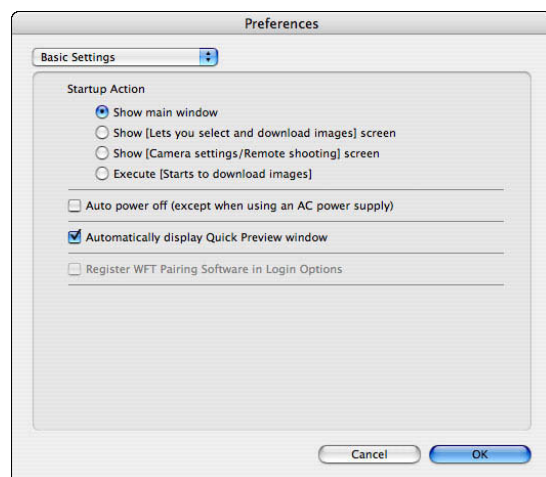 Preferences
Basic Settings
Startup Action
Show main window
Show [Lets you select and download images] screen
Show [Camera settings/Remote shooting] screen
Execute [Starts to download images]
Auto power off (except when using an AC power supply)
Automatically display Quick Preview window
Register WFT Pairing Software in Login Options
Cancel
OK